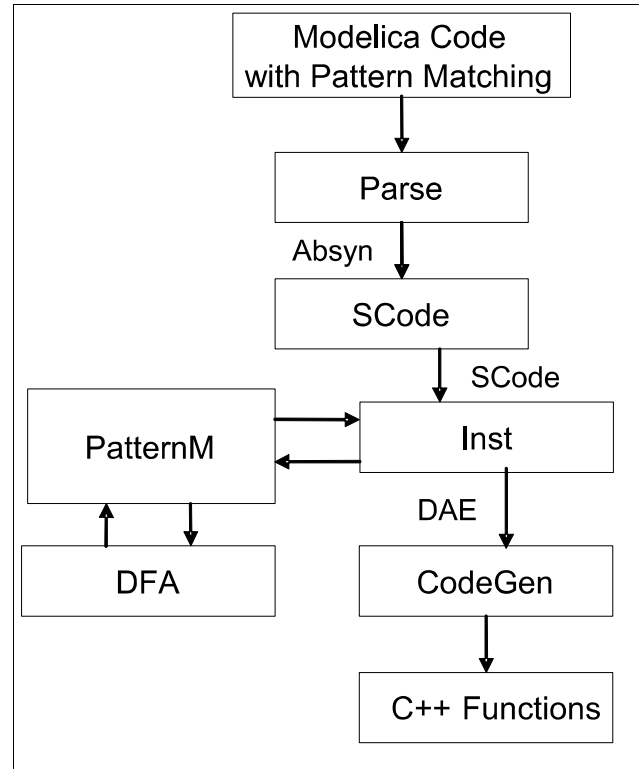 Modelica Code
with Pattern Matching
Parse
Absyn
SCode
SCode
PatternM
Inst
DAE
DFA
CodeGen
C++ Functions